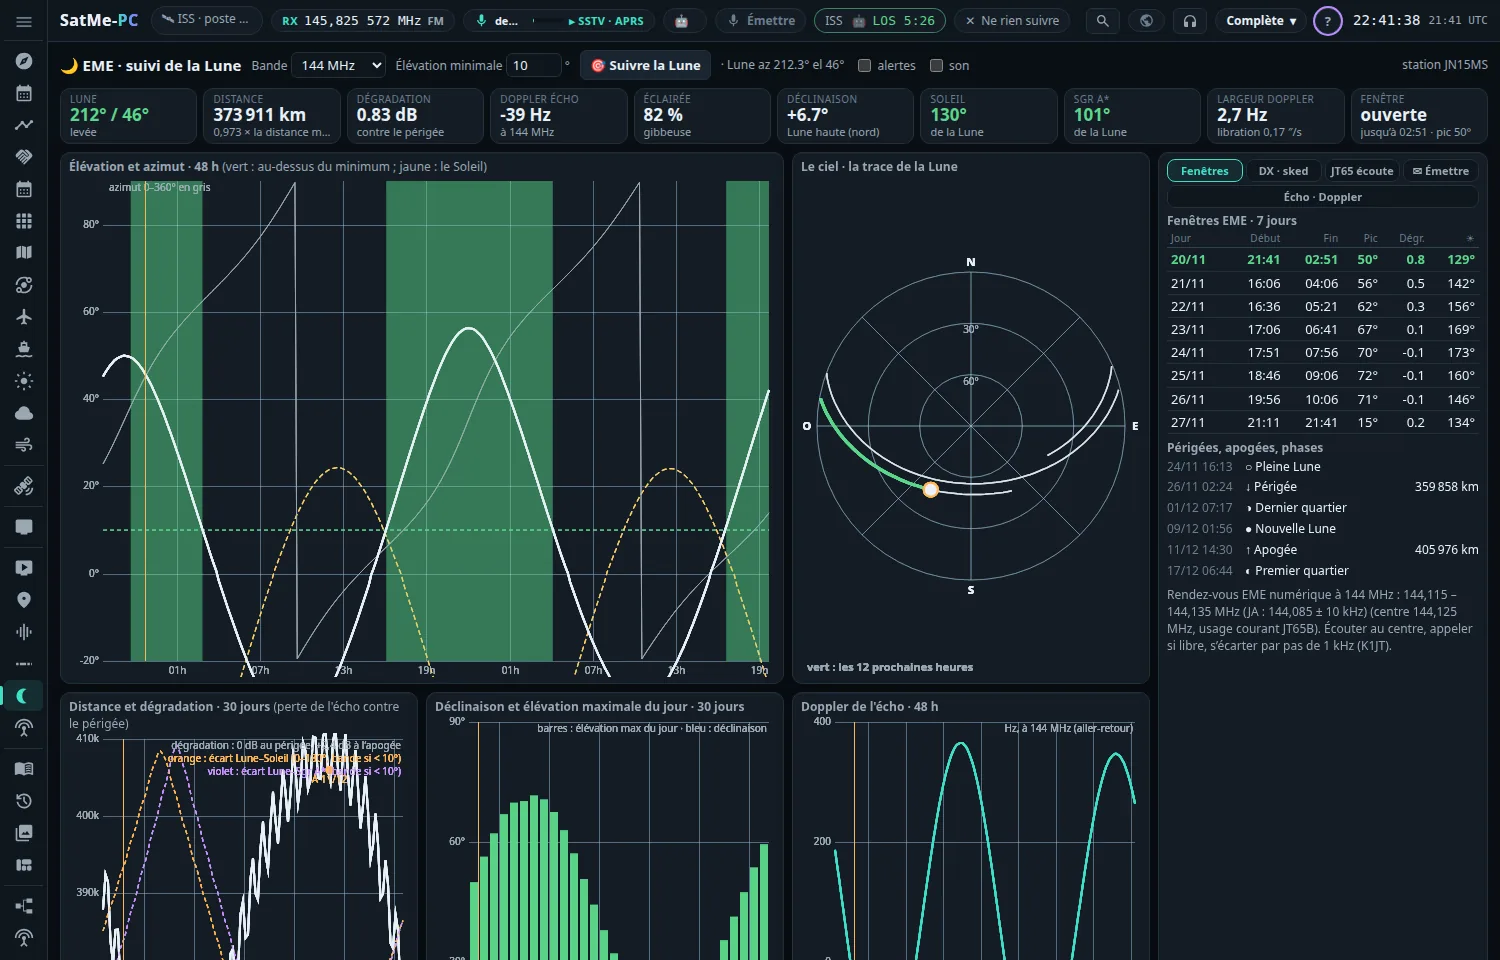 SatMe-PC
ISS · poste ...
RX 145,825 572 MHz FM
de...
▸ SSTV · APRS
Émettre
ISS LOS 5:26
✕ Ne rien suivre
Complète ▾
?
22:41:38 21:41 UTC
EME · suivi de la Lune
Bande 144 MHz
Élévation minimale 10 °
Suivre la Lune
· Lune az 212.3° el 46°
alertes
son
station JN15MS
LUNE
212° / 46°
levée
DISTANCE
373 911 km
0,973 × la distance m...
DÉGRADATION
0.83 dB
contre le périgée
DOPPLER ÉCHO
-39 Hz
à 144 MHz
ÉCLAIRÉE
82 %
gibbeuse
DÉCLINAISON
+6.7°
Lune haute (nord)
SOLEIL
130°
de la Lune
SGR A*
101°
de la Lune
LARGEUR DOPPLER
2,7 Hz
libration 0,17 ″/s
FENÊTRE
ouverte
jusqu'à 02:51 · pic 50°
Élévation et azimut · 48 h (vert : au-dessus du minimum ; jaune : le Soleil)
azimut 0–360° en gris
80°
60°
40°
20°
0°
-20°
01h
07h
13h
19h
01h
07h
13h
19h
Le ciel · la trace de la Lune
N
30°
60°
O
E
S
vert : les 12 prochaines heures
Fenêtres
DX · sked
JT65 écoute
✉ Émettre
Écho · Doppler
Fenêtres EME · 7 jours
Jour Début Fin Pic Dégr. ☀
20/11 21:41 02:51 50° 0.8 129°
21/11 16:06 04:06 56° 0.5 142°
22/11 16:36 05:21 62° 0.3 156°
23/11 17:06 06:41 67° 0.1 169°
24/11 17:51 07:56 70° -0.1 173°
25/11 18:46 09:06 72° -0.1 160°
26/11 19:56 10:06 71° -0.1 146°
27/11 21:11 21:41 15° 0.2 134°
Périgées, apogées, phases
24/11 16:13 ○ Pleine Lune
26/11 02:24 ↓ Périgée 359 858 km
01/12 07:17 Dernier quartier
09/12 01:56 ● Nouvelle Lune
11/12 14:30 ↑ Apogée 405 976 km
17/12 06:44 Premier quartier
Rendez-vous EME numérique à 144 MHz : 144,115 –
144,135 MHz (JA : 144,085 ± 10 kHz) (centre 144,125
MHz, usage courant JT65B). Écouter au centre, appeler
si libre, s'écarter par pas de 1 kHz (K1JT).
Distance et dégradation · 30 jours (perte de l'écho contre
le périgée)
410k
400k
390k
dégradation : 0 dB au périgée à l'apogée
orange : écart Lune–Soleil si < 10°)
violet : écart Lune si < 10°)
Déclinaison et élévation maximale du jour · 30 jours
barres : élévation max du jour · bleu : déclinaison
90°
60°
30°
Doppler de l'écho · 48 h
Hz, à 144 MHz (aller-retour)
400
200
0